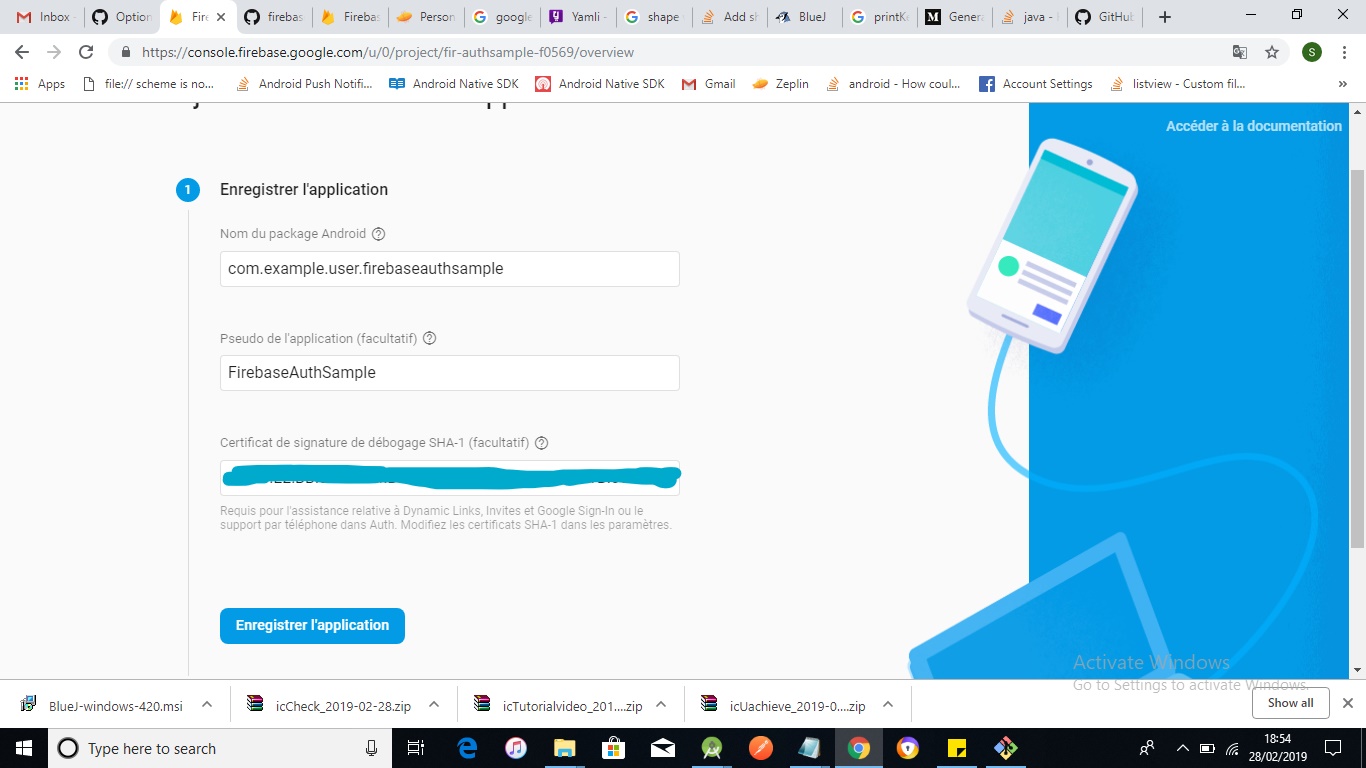 Inbox
Option
Fire
firebas
Firebas
Person
google
Yamli -
shape
Add sh
BlueJ
printK
Genera
java -
GitHub
https://console.firebase.google.com/u/0/project/fir-authsample-f0569/overview
S
Apps
file:// scheme is no...
Android Push Notifi...
Android Native SDK
Android Native SDK
Gmail
Zeplin
android - How coul...
Account Settings
listview - Custom fil...
»
Accéder à la documentation
1
Enregistrer l'application
Nom du package Android
com.example.user.firebaseauthsample
Pseudo de l'application (facultatif)
FirebaseAuthSample
Certificat de signature de débogage SHA-1 (facultatif)
Requis pour l'assistance relative à Dynamic Links, Invites et Google Sign-In ou le
support par téléphone dans Auth. Modifiez les certificats SHA-1 dans les paramètres.
Enregistrer l'application
Activate Windows
Go to Settings to activate Windows.
BlueJ-windows-420.msi
icCheck_2019-02-28.zip
icTutorialvideo_201....zip
icUachieve_2019-0....zip
Show all
Type here to search
18:54
28/02/2019